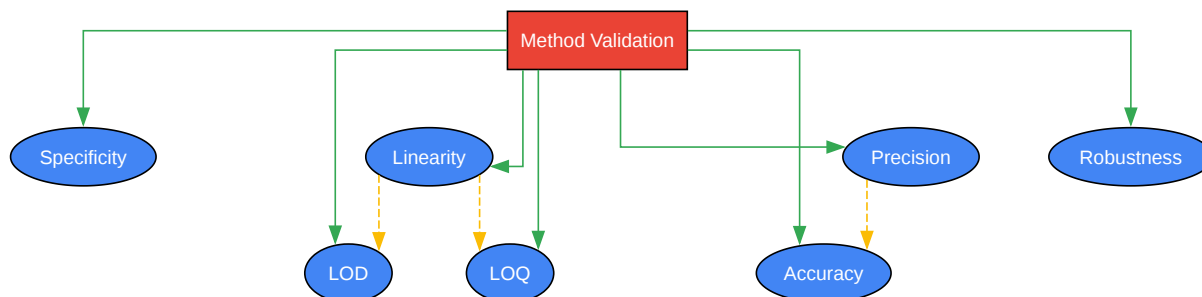 Method Validation
Specificity
Linearity
Precision
Robustness
LOD
LOQ
Accuracy